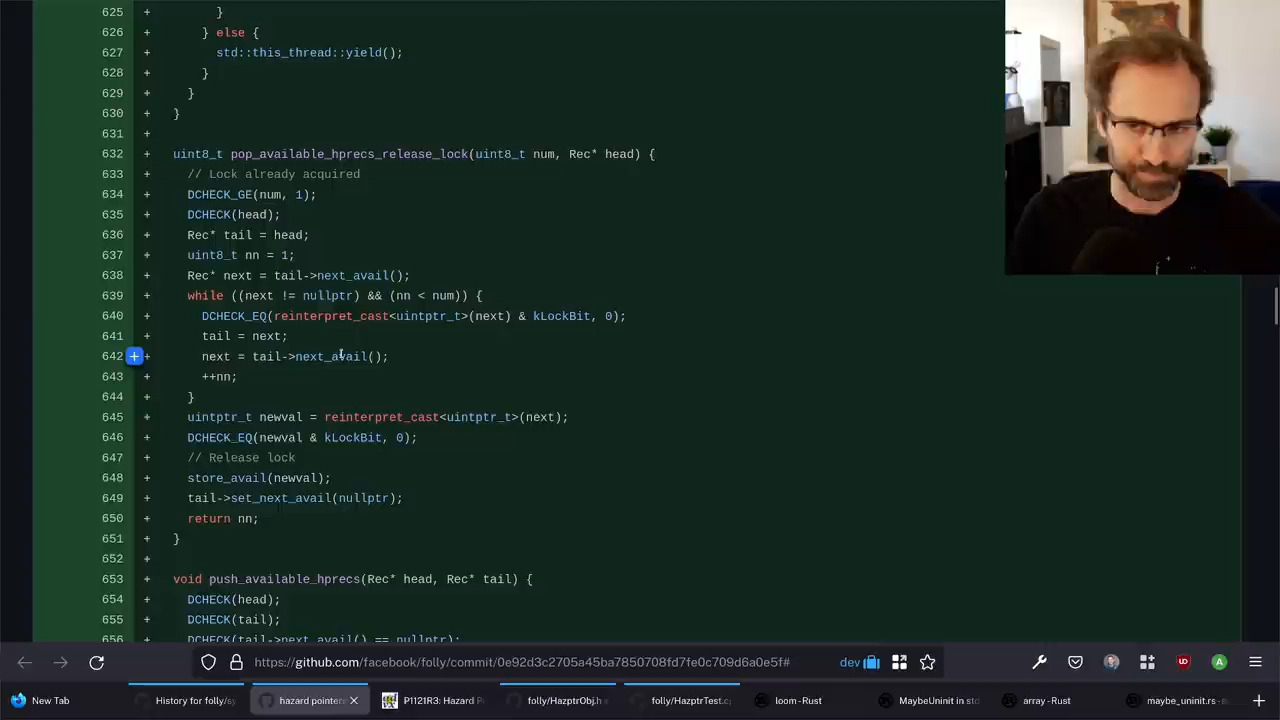 625 + }
626 + } else {
627 + std::this_thread::yield();
628 + }
629 + }
630 + }
631 +
632 + uint8_t pop_available_hprecs_release_lock(uint8_t num, Rec* head) {
633 + // Lock already acquired
634 + DCHECK_GE(num, 1);
635 + DCHECK(head);
636 + Rec* tail = head;
637 + uint8_t nn = 1;
638 + Rec* next = tail->next_avail();
639 + while ((next != nullptr) && (nn < num)) {
640 + DCHECK_EQ(reinterpret_cast<uintptr_t>(next) & kLockBit, 0);
641 + tail = next;
642 + next = tail->next_avail();
643 + ++nn;
644 + }
645 + uintptr_t newval = reinterpret_cast<uintptr_t>(next);
646 + DCHECK_EQ(newval & kLockBit, 0);
647 + // Release lock
648 + store_avail(newval);
649 + tail->set_next_avail(nullptr);
650 + return nn;
651 + }
652 +
653 + void push_available_hprecs(Rec* head, Rec* tail) {
654 + DCHECK(head);
655 + DCHECK(tail);
656 + DCHECK(tail->next_avail() == nullptr);
https://github.com/facebook/folly/commit/0e92d3c2705a45ba7850708fd7fe0c709d6a0e5f# dev
New Tab History for folly/sy hazard pointers P1121R3: Hazard P folly/HazptrObj.h folly/HazptrTest.c loom - Rust MaybeUninit in std array - Rust maybe_uninit.rs - s